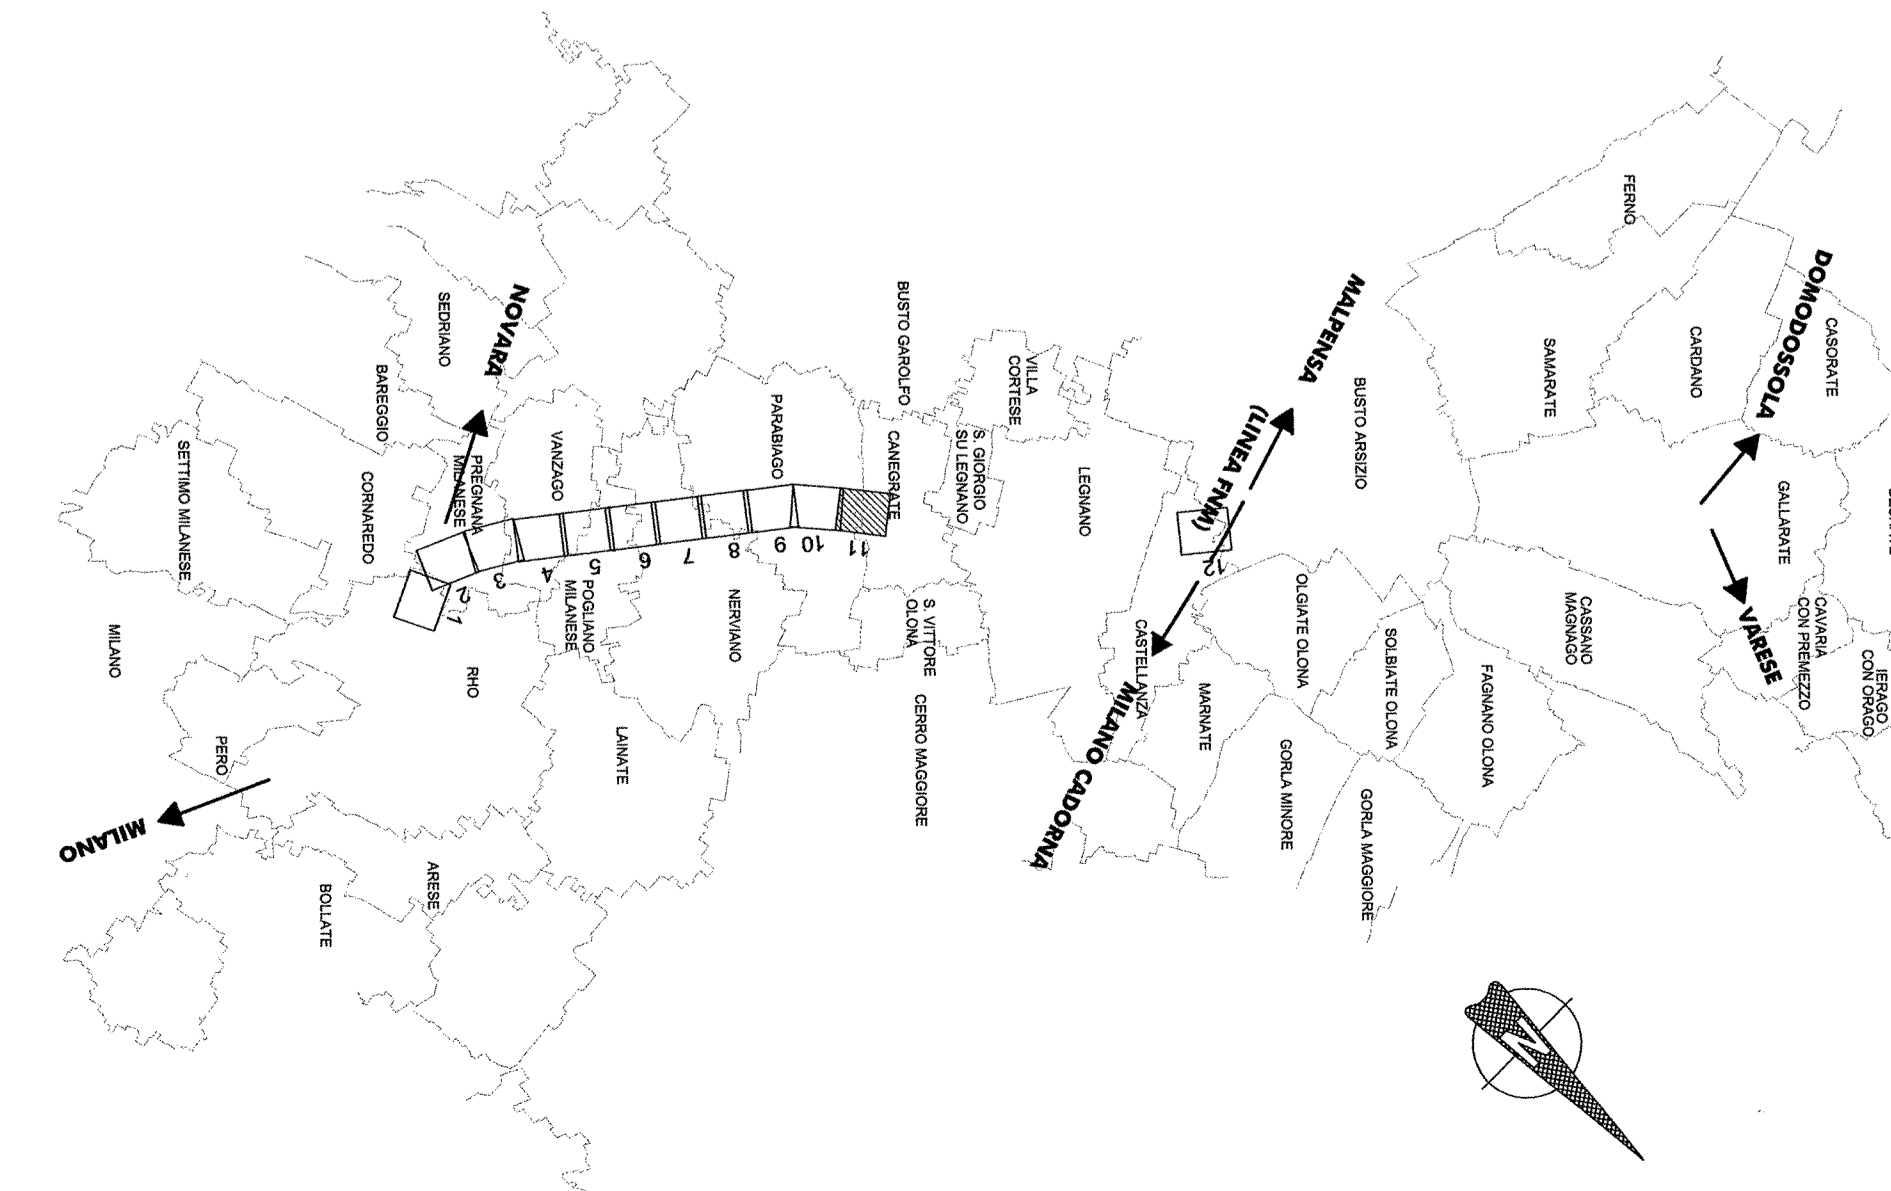 FERNO
DOMODOSSOLA
CASORATE
CARDANO
SAMARATE
MALPENSA
(LINEA FNM)
BUSTO ARSIZIO
GALLARATE
VARESE
CAVARIA
CON PREMEZZO
IERAGO
CON ORAGO
CASSANO
MAGNAGO
FAGNANO OLONA
SOLBIATE OLONA
OLGIATE OLONA
GORLA MAGGIORE
GORLA MINORE
MARNATE
CASTELLANZA
MILANO CADORNA
LEGNANO
VILLA
CORTESE
S. GIORGIO
SU LEGNANO
BUSTO GAROLFO
CANEGRATE
S. VITTORE
OLONA
CERRO MAGGIORE
PARABIAGO
NERVIANO
NOVARA
SEDRIANO
BAREGGIO
VANZAGO
PREGNANA
MILANESE
POGLIANO
MILANESE
LAINATE
CORNAREDO
RHO
SETTIMO MILANESE
MILANO
PERO
MILANO
ARESE
BOLLATE
1
2
3
4
5
6
7
8
9
10
11
12
N